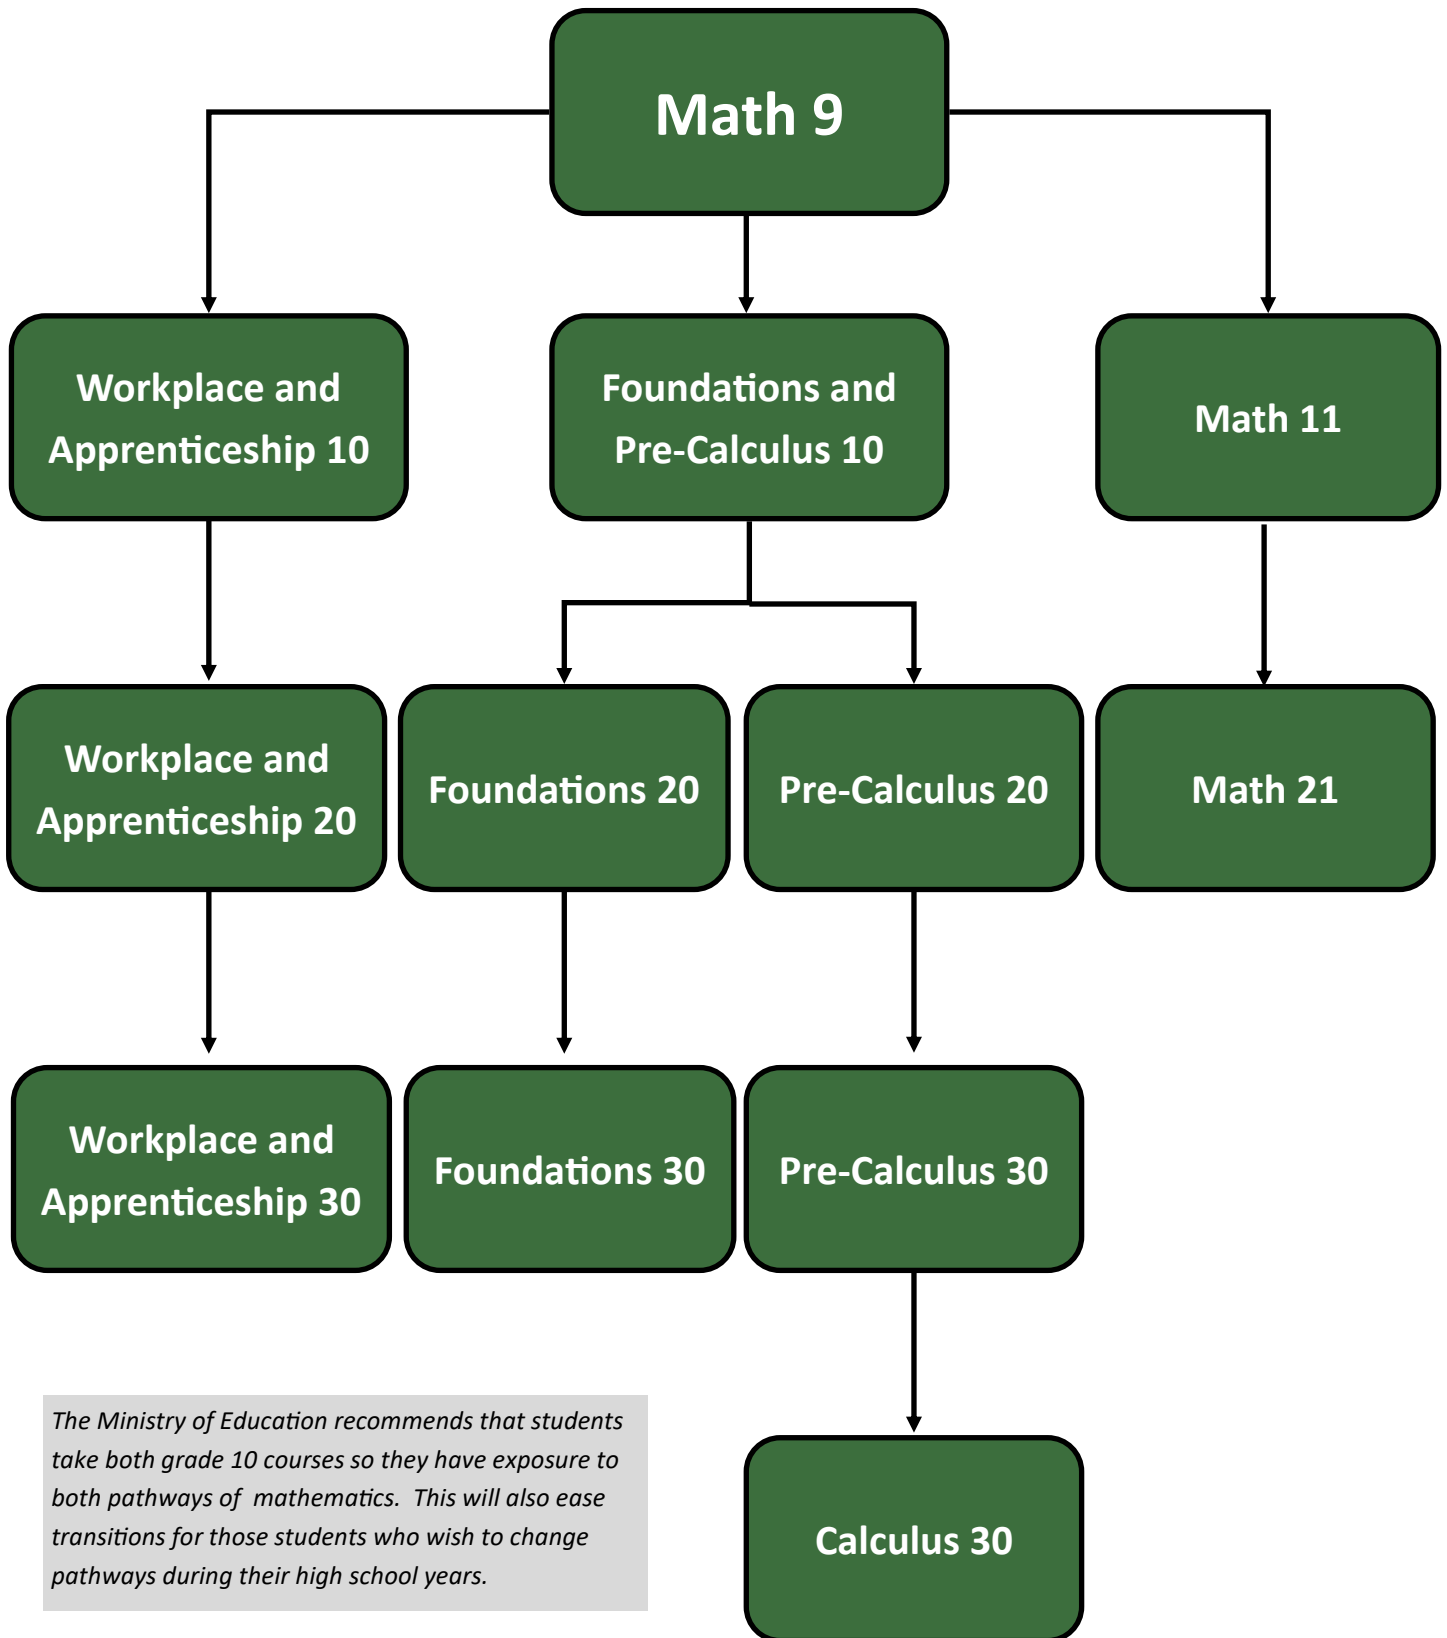 Math 9
Workplace and
Apprenticeship 10
Foundations and
Pre-Calculus 10
Math 11
Workplace and
Apprenticeship 20
Foundations 20
Pre-Calculus 20
Math 21
Workplace and
Apprenticeship 30
Foundations 30
Pre-Calculus 30
The Ministry of Education recommends that students
take both grade 10 courses so they have exposure to
both pathways of mathematics. This will also ease
transitions for those students who wish to change
pathways during their high school years.
Calculus 30